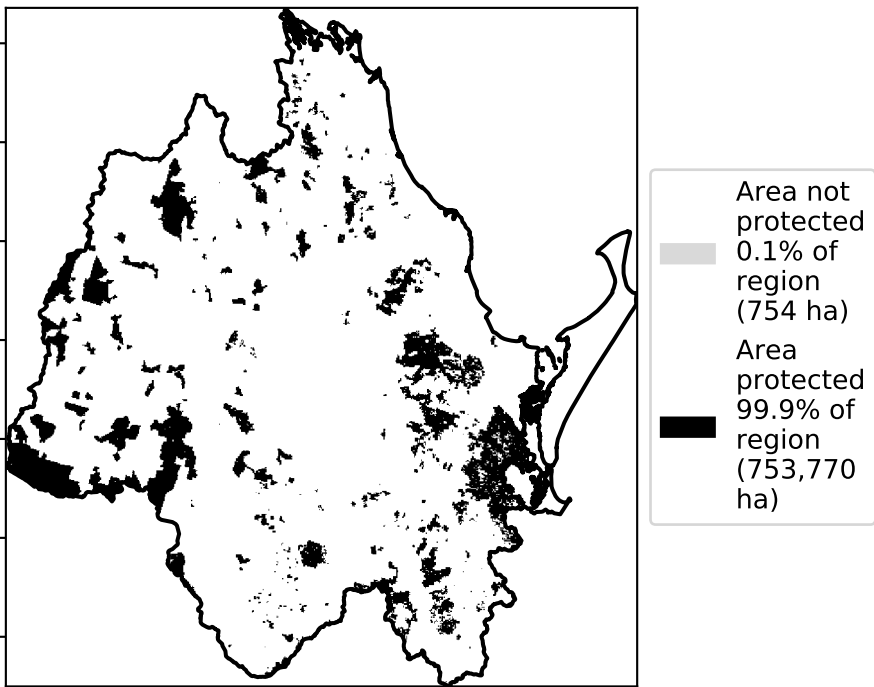 Area not
protected
0.1% of
region
(754 ha)
Area
protected
99.9% of
region
(753,770
ha)